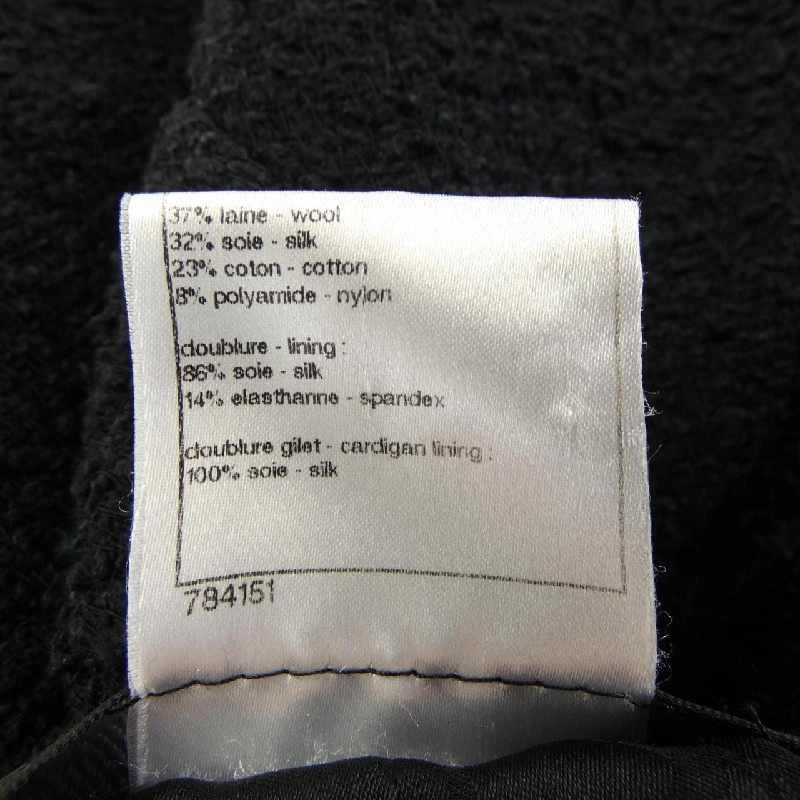 37% laine - wool
32% soie - silk
23% coton - cotton
8% polyamide - nylon
doublure - lining :
86% soie - silk
14% elasthanne - spandex
doublure gilet - cardigan lining :
100% soie - silk
784151